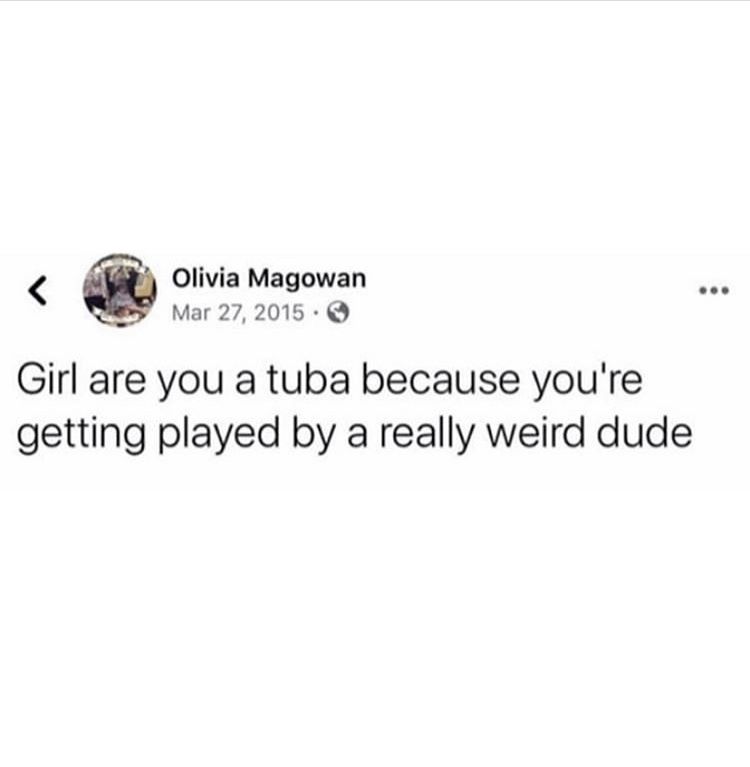 Olivia Magowan
Mar 27, 2015 ·
Girl are you a tuba because you're
getting played by a really weird dude